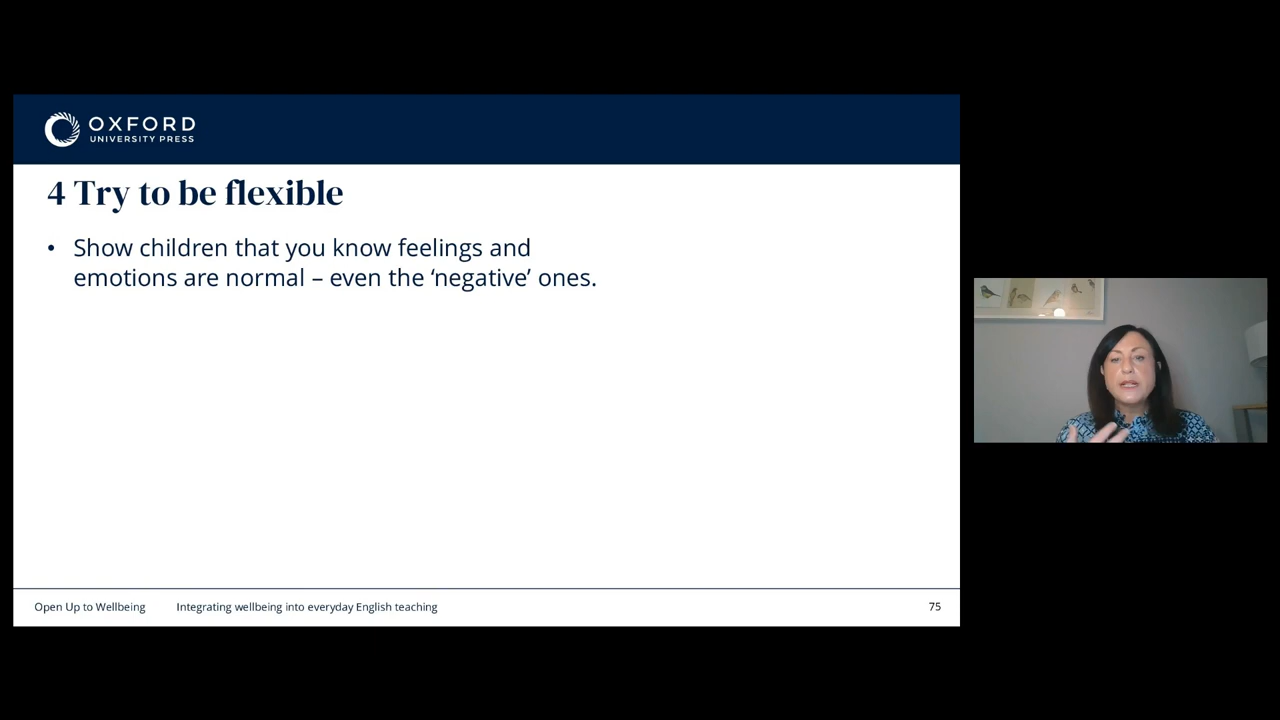 OXFORD
UNIVERSITY PRESS
4 Try to be flexible
• Show children that you know feelings and
emotions are normal – even the ‘negative’ ones.
Open Up to Wellbeing Integrating wellbeing into everyday English teaching 75